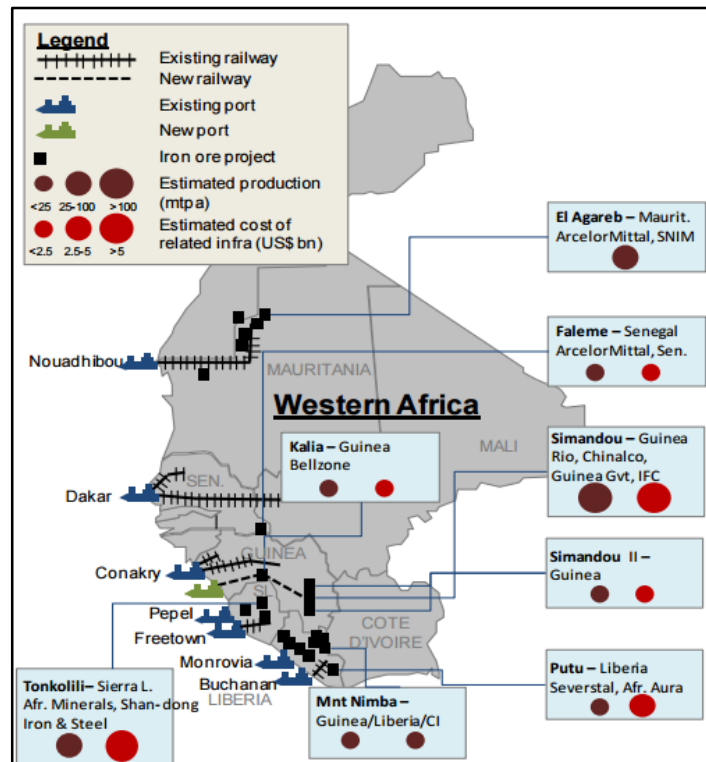 Legend
Existing railway
New railway
Existing port
New port
Iron ore project
Estimated production
(mtpa)
<25 25-100 >100
Estimated cost of
related infra (US$ bn)
<2.5 2.5-5 >5
El Agareb – Maurit.
ArcelorMittal, SNIM
Nouadhibou
MAURITANIA
Faleme – Senegal
ArcelorMittal, Sen.
Western Africa
Kalia – Guinea
Bellzone
MALI
Simandou – Guinea
Rio, Chinalco,
Guinea Gvt, IFC
SEN.
Dakar
GUINEA
Conakry
Simandou II –
Guinea
SL
Pepel
Freetown
COTE
D'IVOIRE
Monrovia
Buchanan
LIBERIA
Putu – Liberia
Severstal, Afr. Aura
Tonkolili– Sierra L.
Afr. Minerals, Shan-dong
Iron & Steel
Mnt Nimba –
Guinea/Liberia/CI